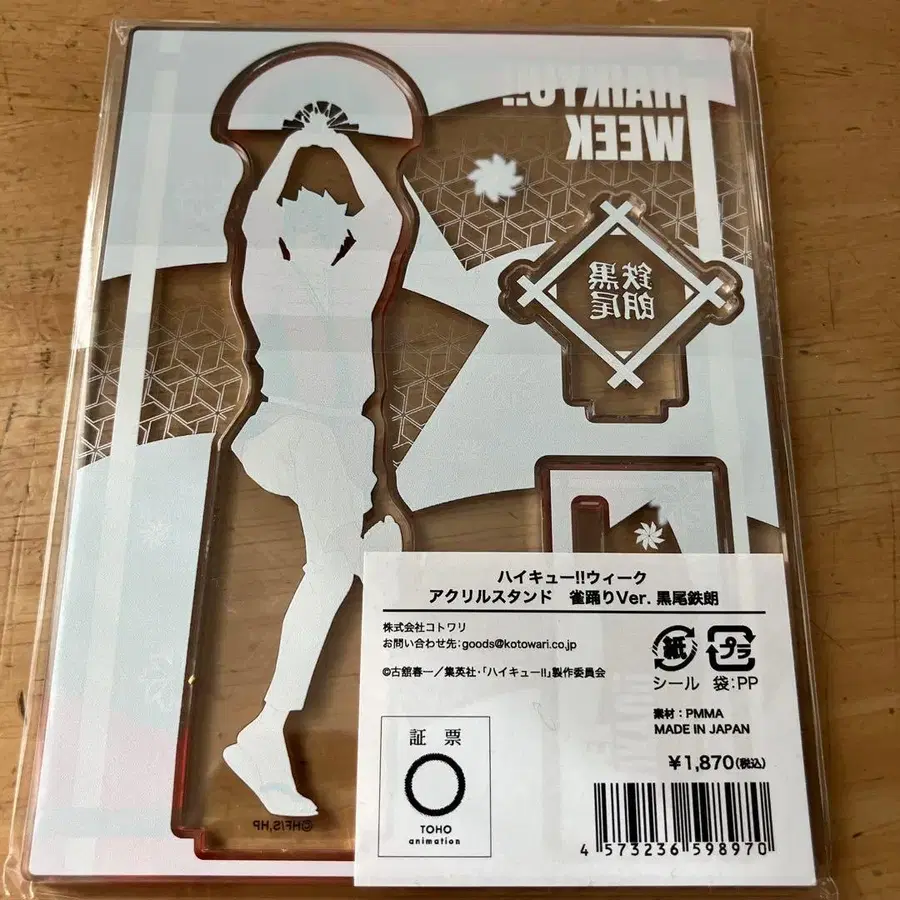 HAIKYU!!
WEEK
黒尾
鉄朗
ハイキュー!!ウィーク
アクリルスタンド 雀踊りVer. 黒尾鉄朗
株式会社コトワリ
お問い合わせ先:goods@kotowari.co.jp
©古舘春一／集英社・「ハイキュー!!」製作委員会
紙
プラ
シール 袋:PP
素材:PMMA
MADE IN JAPAN
¥1,870(税込)
証票
TOHO
animation
4 573236 598970
©HF/S,HP